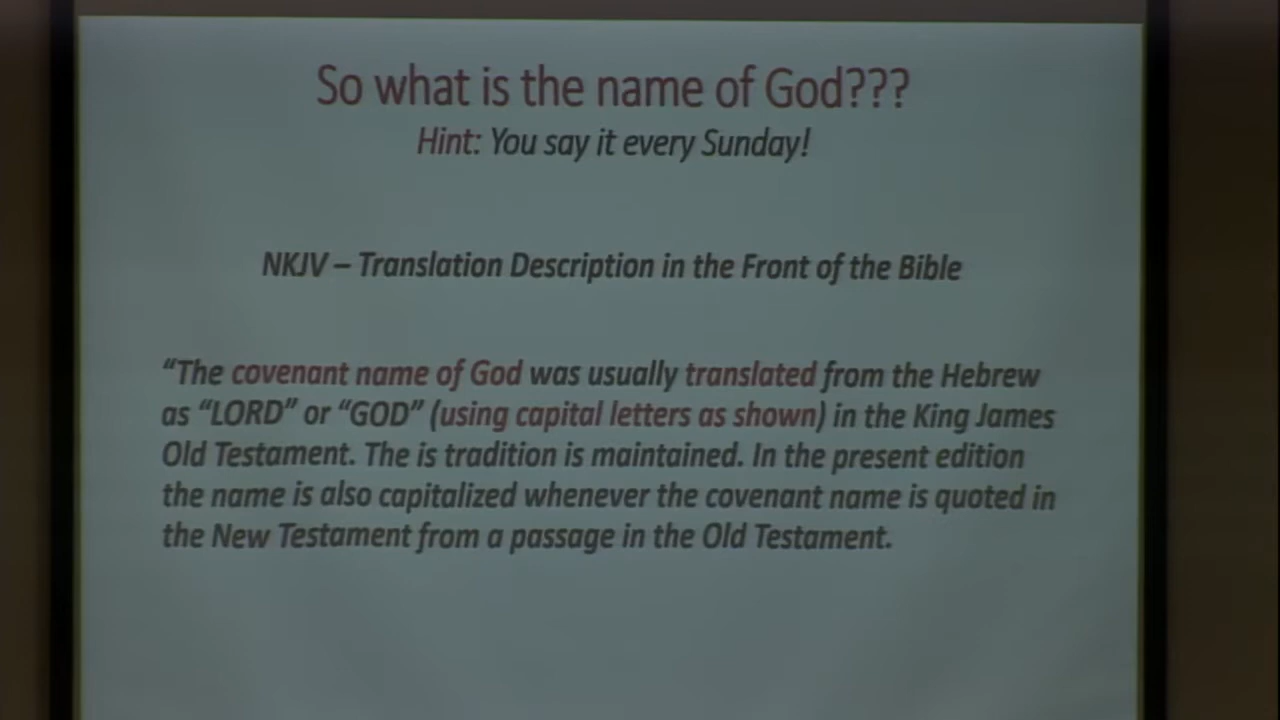 So what is the name of God???
Hint: You say it every Sunday!
NKJV – Translation Description in the Front of the Bible
“The covenant name of God was usually translated from the Hebrew
as “LORD” or “GOD” (using capital letters as shown) in the King James
Old Testament. The is tradition is maintained. In the present edition
the name is also capitalized whenever the covenant name is quoted in
the New Testament from a passage in the Old Testament.